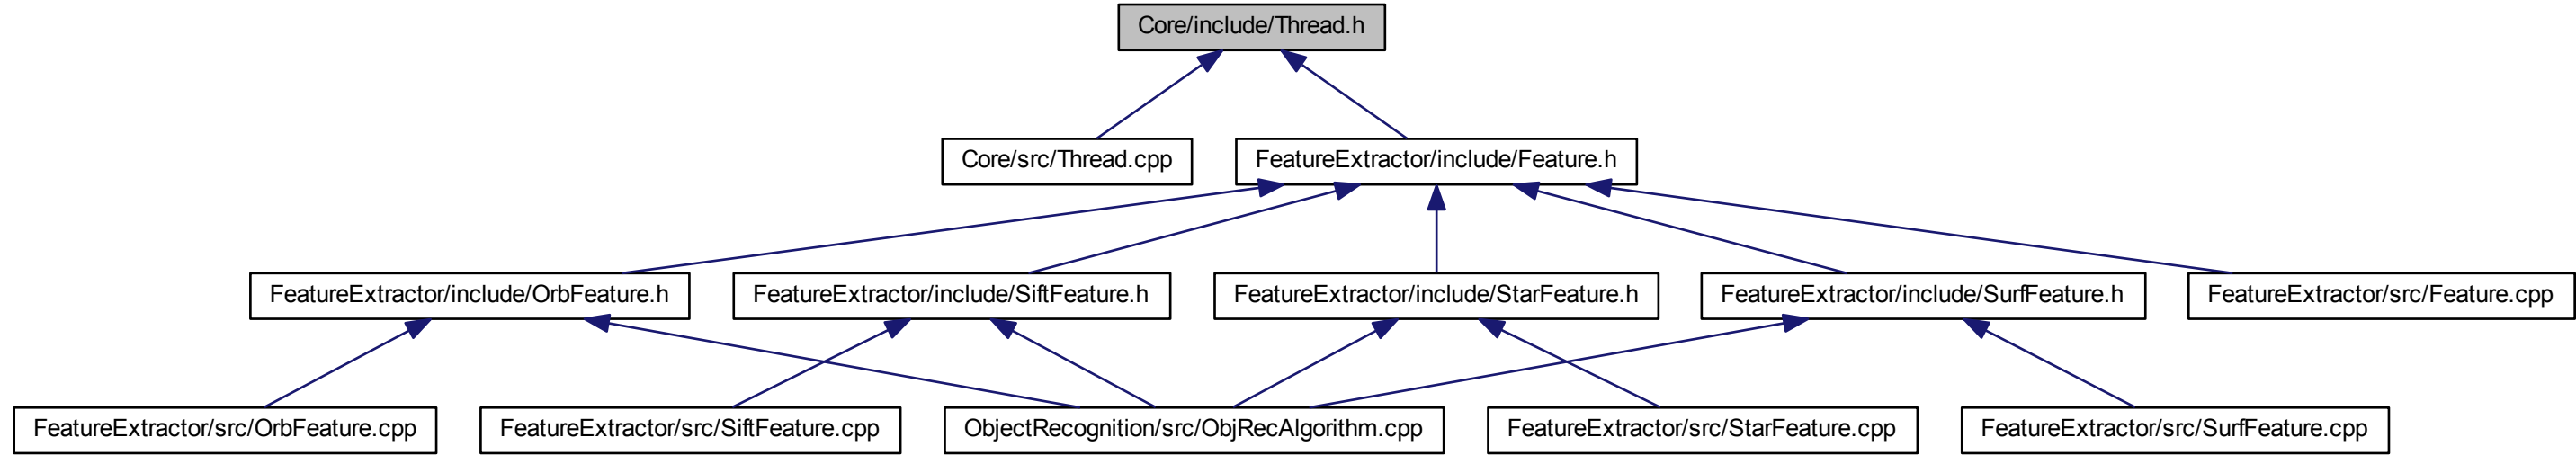 Core/include/Thread.h
Core/src/Thread.cpp
FeatureExtractor/include/Feature.h
FeatureExtractor/include/OrbFeature.h
FeatureExtractor/include/SiftFeature.h
FeatureExtractor/include/StarFeature.h
FeatureExtractor/include/SurfFeature.h
FeatureExtractor/src/Feature.cpp
FeatureExtractor/src/OrbFeature.cpp
FeatureExtractor/src/SiftFeature.cpp
ObjectRecognition/src/ObjRecAlgorithm.cpp
FeatureExtractor/src/StarFeature.cpp
FeatureExtractor/src/SurfFeature.cpp